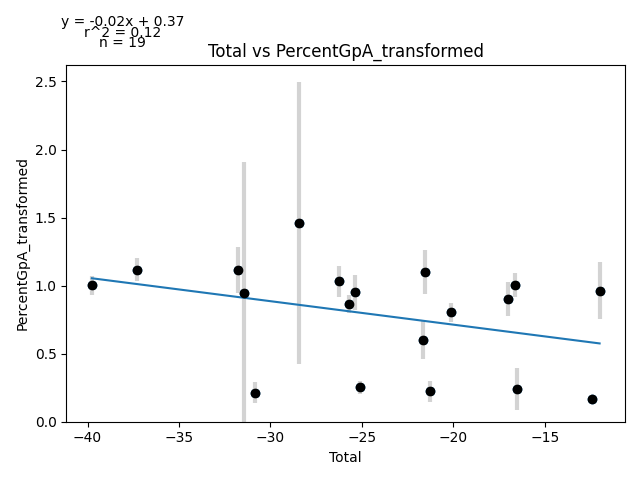 y = -0.02x + 0.37
r^2 = 0.12
n = 19
Total vs PercentGpA_transformed
PercentGpA_transformed
2.5
2.0
1.5
1.0
0.5
0.0
−40
−35
−30
−25
−20
−15
Total